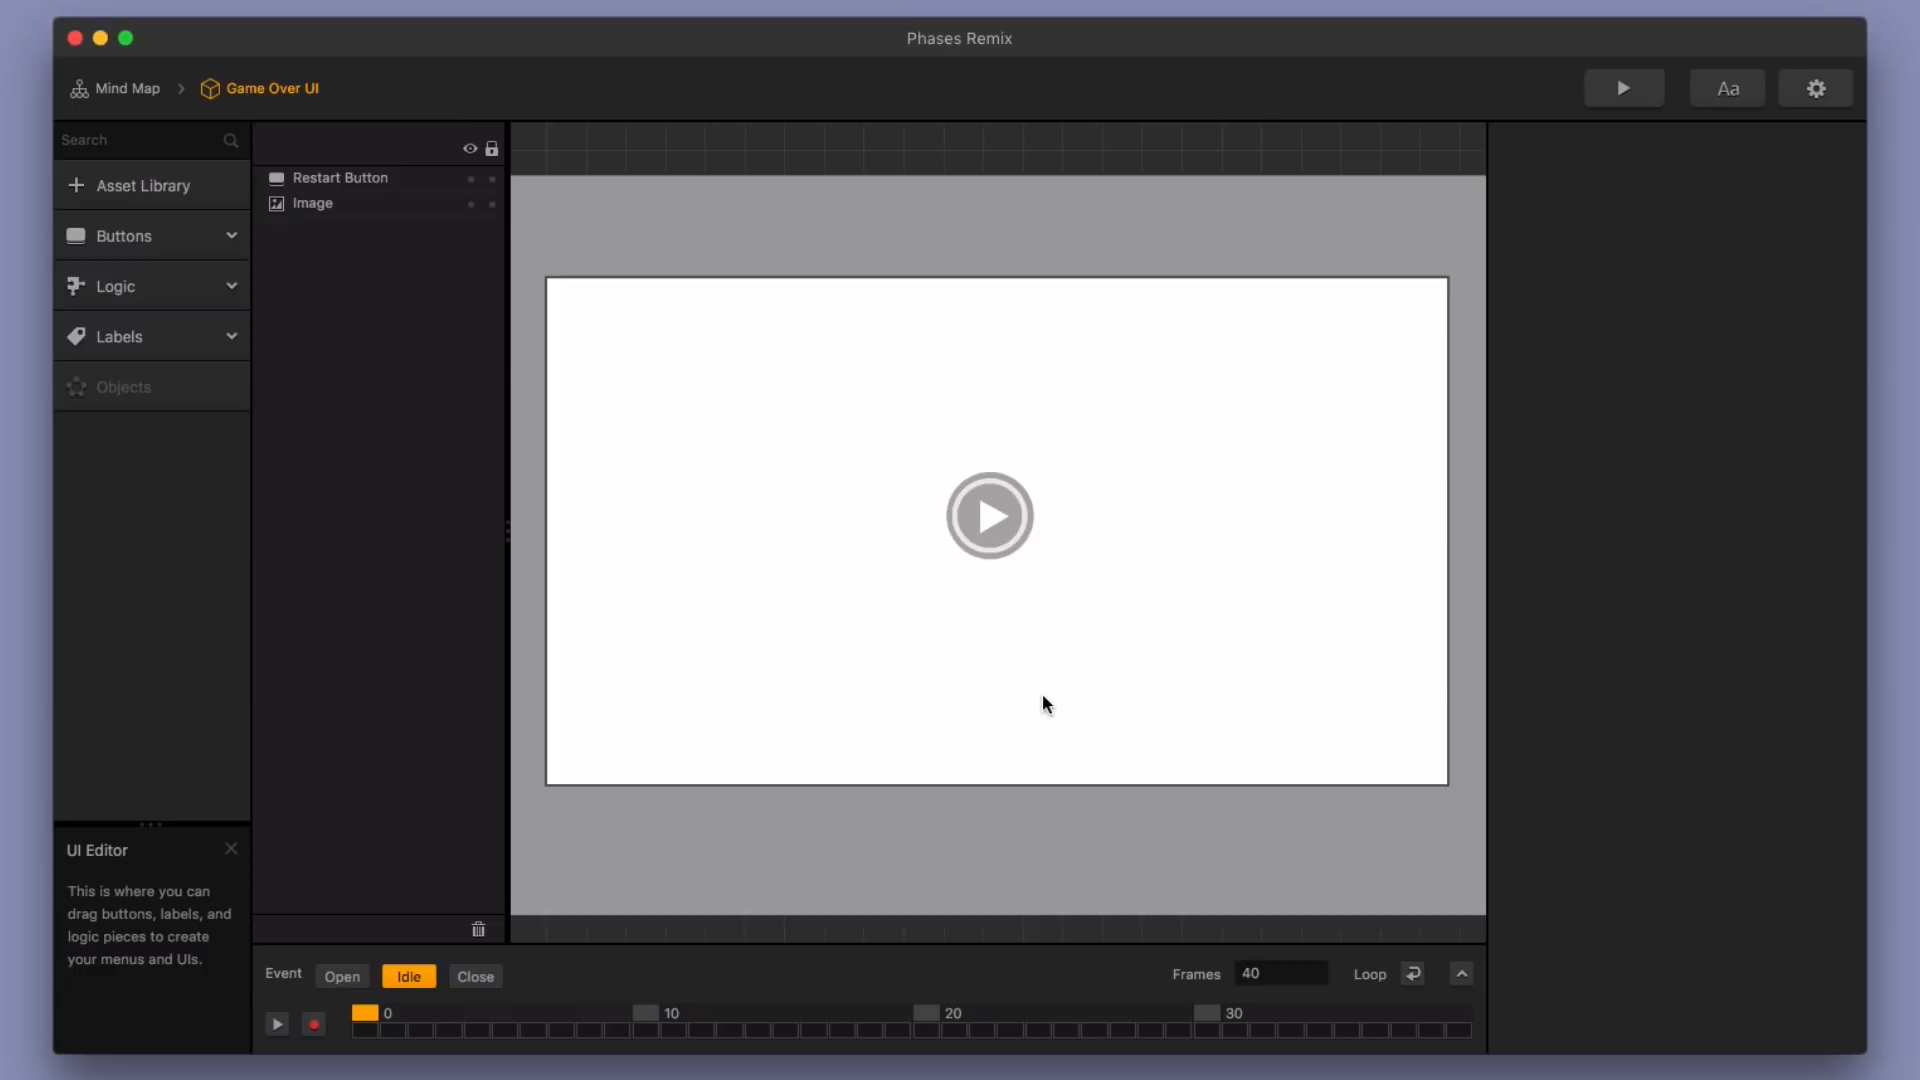 Phases Remix
Mind Map
Game Over UI
Aa
Search
Asset Library
Buttons
Logic
Labels
Objects
Restart Button
Image
UI Editor
This is where you can
drag buttons, labels, and
logic pieces to create
your menus and UIs.
Event Open Idle Close
Frames 40 Loop
0 10 20 30